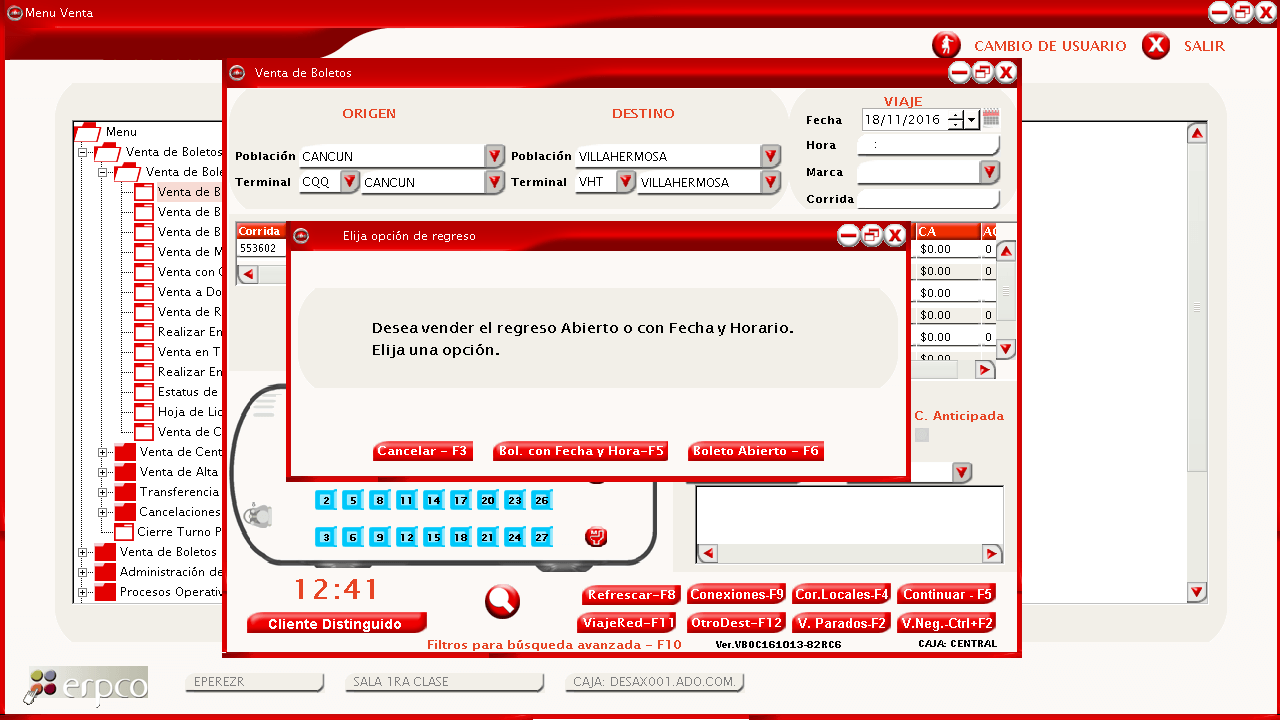 Menu Venta
CAMBIO DE USUARIO
SALIR
Venta de Boletos
ORIGEN
DESTINO
VIAJE
Fecha 18/11/2016
Hora :
Población CANCUN Población VILLAHERMOSA
Marca
Terminal CQQ CANCUN Terminal VHT VILLAHERMOSA
Corrida
Menu
Venta de Boletos
Venta de Bole
Venta de B
Venta de B
Venta de B
Venta de M
Venta con
Venta a Do
Venta de R
Realizar En
Venta en T
Realizar En
Estatus de
Hoja de Lic
Venta de C
Venta de Cent
Venta de Alta
Transferencia
Cancelaciones
Cierre Turno P
Venta de Boletos
Administración de
Procesos Operativ
Corrida
553602
CA
$0.00 0
$0.00 0
$0.00
$0.00 0
$0.00 0
$0.00
Elija opción de regreso
Desea vender el regreso Abierto o con Fecha y Horario.
Elija una opción.
Cancelar - F3
Bol. con Fecha y Hora-F5
Boleto Abierto - F6
C. Anticipada
2 5 8 11 14 17 20 23 26
3 6 9 12 15 18 21 24 27
12:41
Cliente Distinguido
Refrescar-F8
Conexiones-F9
Cor.Locales-F4
Continuar - F5
ViajeRed-F11
OtroDest-F12
V. Parados-F2
V.Neg.-Ctrl+F2
Filtros para búsqueda avanzada - F10
Ver.VBOC161013-82RC6
CAJA: CENTRAL
erpco
EPEREZR
SALA 1RA CLASE
CAJA: DESAX001.ADO.COM.